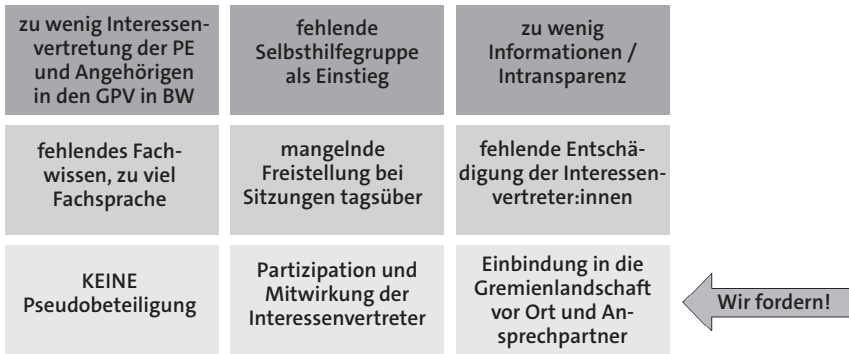 zu wenig Interessen-
vertretung der PE
und Angehörigen
in den GPV in BW
fehlende
Selbsthilfegruppe
als Einstieg
zu wenig
Informationen /
Intransparenz
fehlendes Fach-
wissen, zu viel
Fachsprache
mangelnde
Freistellung bei
Sitzungen tagsüber
fehlende Entschä-
digung der Interessen-
vertreter:innen
KEINE
Pseudobeteiligung
Partizipation und
Mitwirkung der
Interessenvertreter
Einbindung in die
Gremienlandschaft
vor Ort und An-
sprechpartner
Wir fordern!